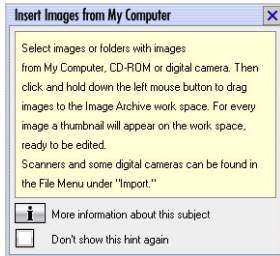 Insert Images from My Computer
Select images or folders with images
from My Computer, CD-ROM or digital camera. Then
click and hold down the left mouse button to drag
images to the Image Archive work space. For every
image a thumbnail will appear on the work space,
ready to be edited.
Scanners and some digital cameras can be found in
the File Menu under "Import."
More information about this subject
Don't show this hint again